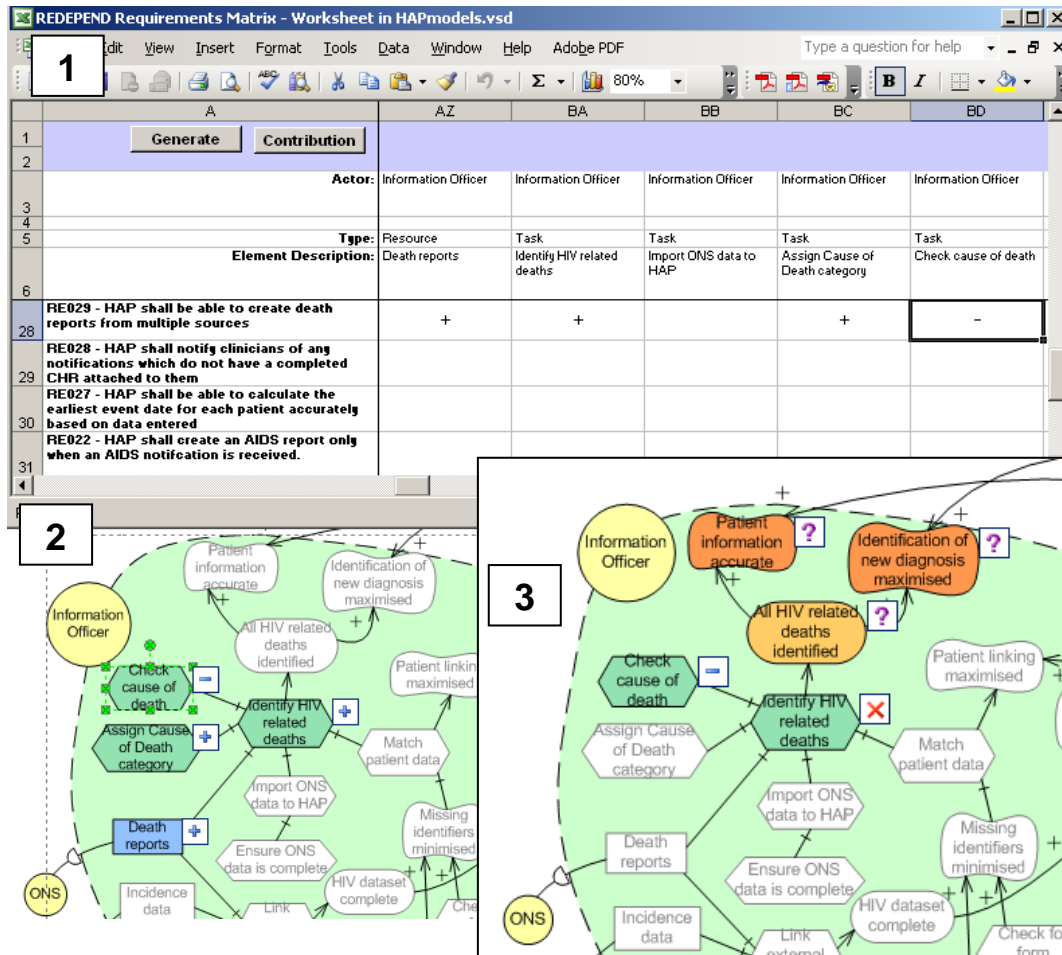 REDEPEND Requirements Matrix - Worksheet in HAPmodels.vsd
1
View Insert Format Tools Data Window Help Adobe PDF Type a question for help
ABC Σ 80% B I
A AZ BA BB BC BD
1
Generate Contribution
2
Actor: Information Officer Information Officer Information Officer Information Officer Information Officer
3
4
5 Type: Resource Task Task Task Task
Element Description: Death reports Identify HIV related Import ONS data to Assign Cause of Check cause of death
deaths HAP Death category
6
RE029 - HAP shall be able to create death
reports from multiple sources + + + -
28
RE028 - HAP shall notify clinicians of any
notifications which do not have a completed
CHR attached to them
29
RE027 - HAP shall be able to calculate the
earliest event date for each patient accurately
based on data entered
30
RE022 - HAP shall create an AIDS report only
when an AIDS notifcation is received.
31
2
Patient
information
accurate
+
Identification of
new diagnosis
maximised
+
+
Information
Officer
All HIV related
deaths
identified
Check
cause of
death
-
Patient linkin
maximised
Assign Cause
of Death
category
+
Identify HIV
related
deaths
+
Match
patient data
Import ONS
data to HAP
Death
reports
+
Ensure ONS
data is complete
Missing
identifiers
minimised
ONS
Incidence
data
Link
HIV dataset
complete
+
+
Che
3
+
+
Information
Officer
Patient
information
accurate
?
Identification of
new diagnosis
maximised
?
+
+
All HIV related
deaths
identified
?
Check
cause of
death
-
Patient linking
maximised
Assign Cause
of Death
category
Identify HIV
related
deaths
Match
patient data
Import ONS
data to HAP
Death
reports
Ensure ONS
data is complete
Missing
identifiers
minimised
+
ONS
Incidence
data
Link
external
HIV dataset
complete
+
+
Check fo
form